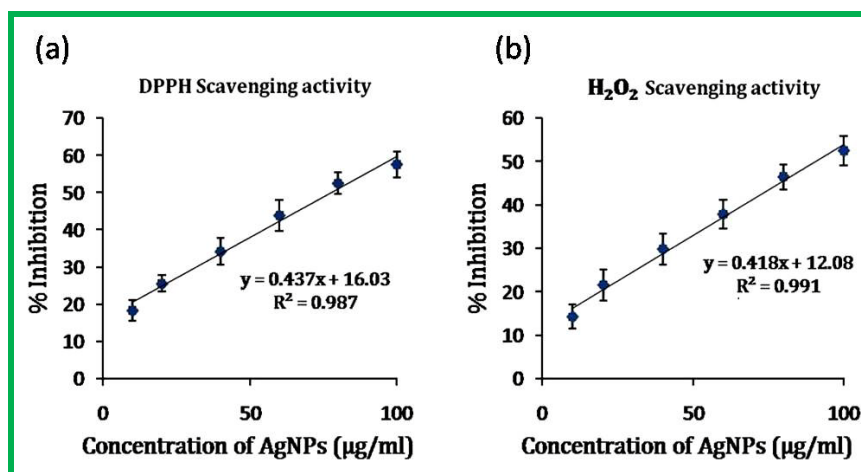 (a)
DPPH Scavenging activity
% Inhibition
70
60
50
40
30
20
10
0
y = 0.437x + 16.03
R² = 0.987
0 50 100
Concentration of AgNPs (µg/ml)
(b)
H₂O₂ Scavenging activity
% Inhibition
60
50
40
30
20
10
0
y = 0.418x + 12.08
R² = 0.991
0 50 100
Concentration of AgNPs (µg/ml)